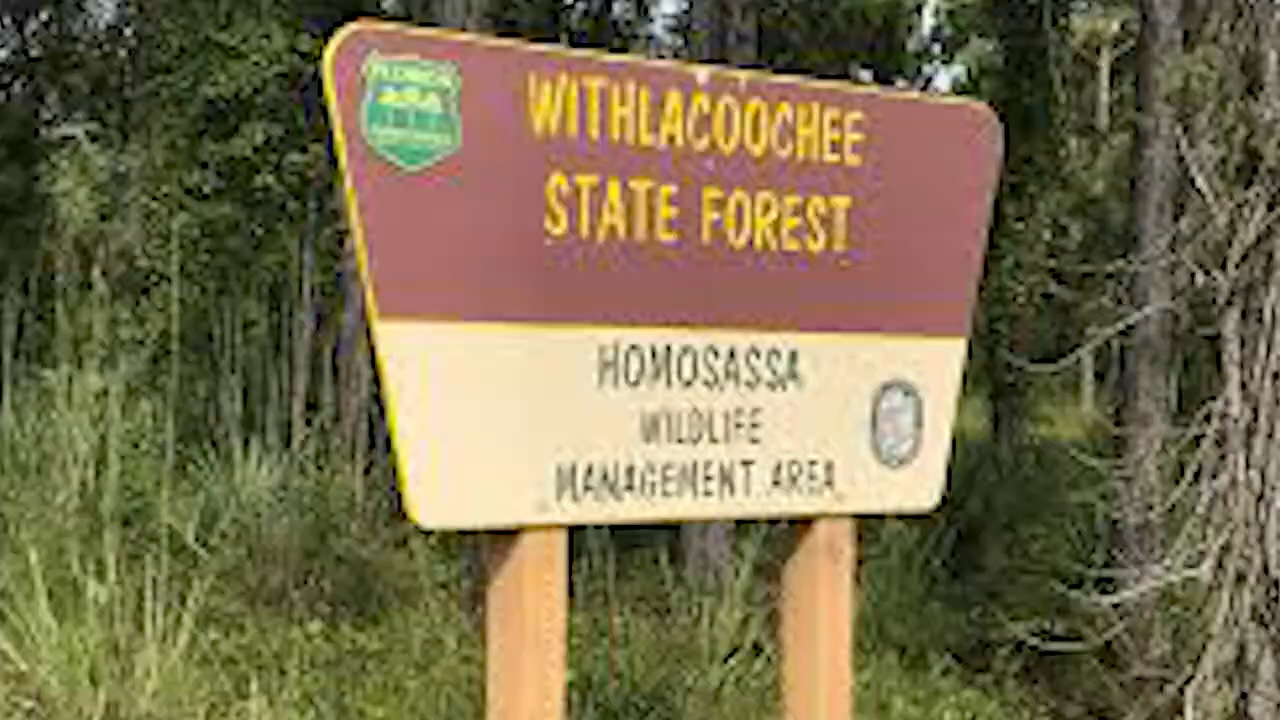 WITHLACOOCHEE
STATE FOREST
HOMOSASSA
WILDLIFE
MANAGEMENT AREA